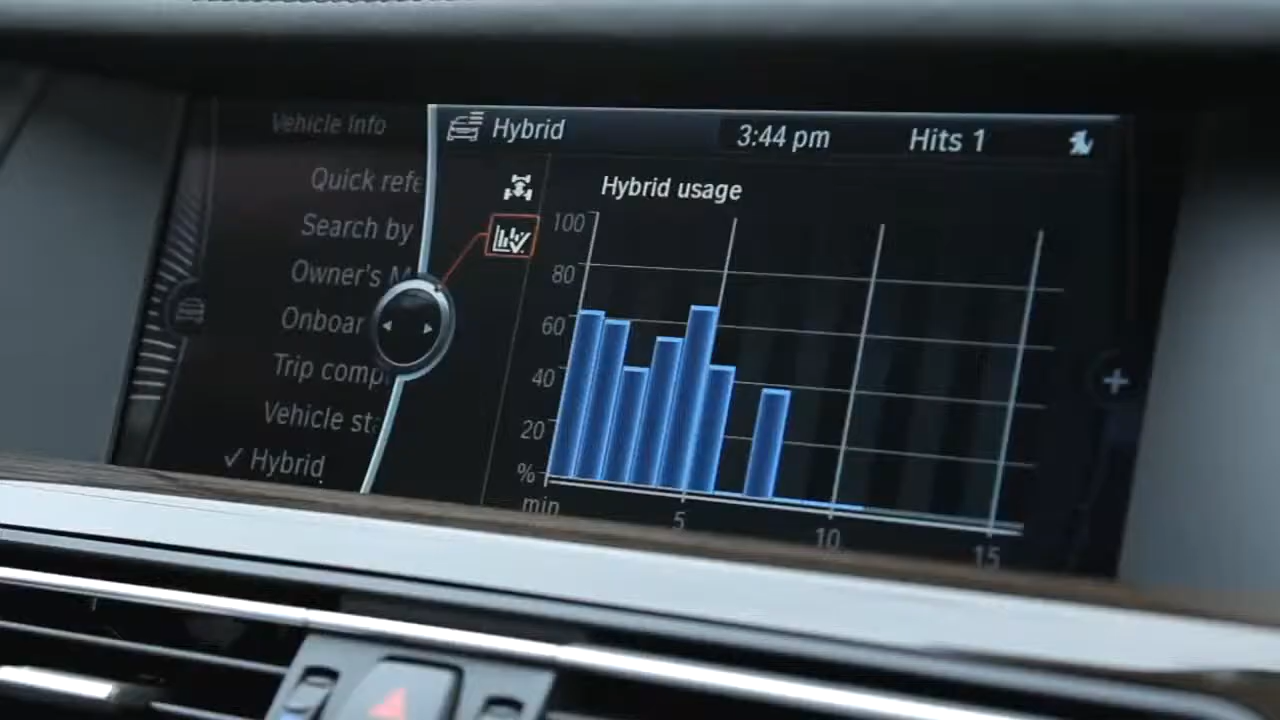 Vehicle Info
Quick refe
Search by
Owner's M
Onboar
Trip comp
Vehicle sta
✓ Hybrid
Hybrid
3:44 pm
Hits 1
Hybrid usage
100
80
60
40
20
%
min
5
10
15